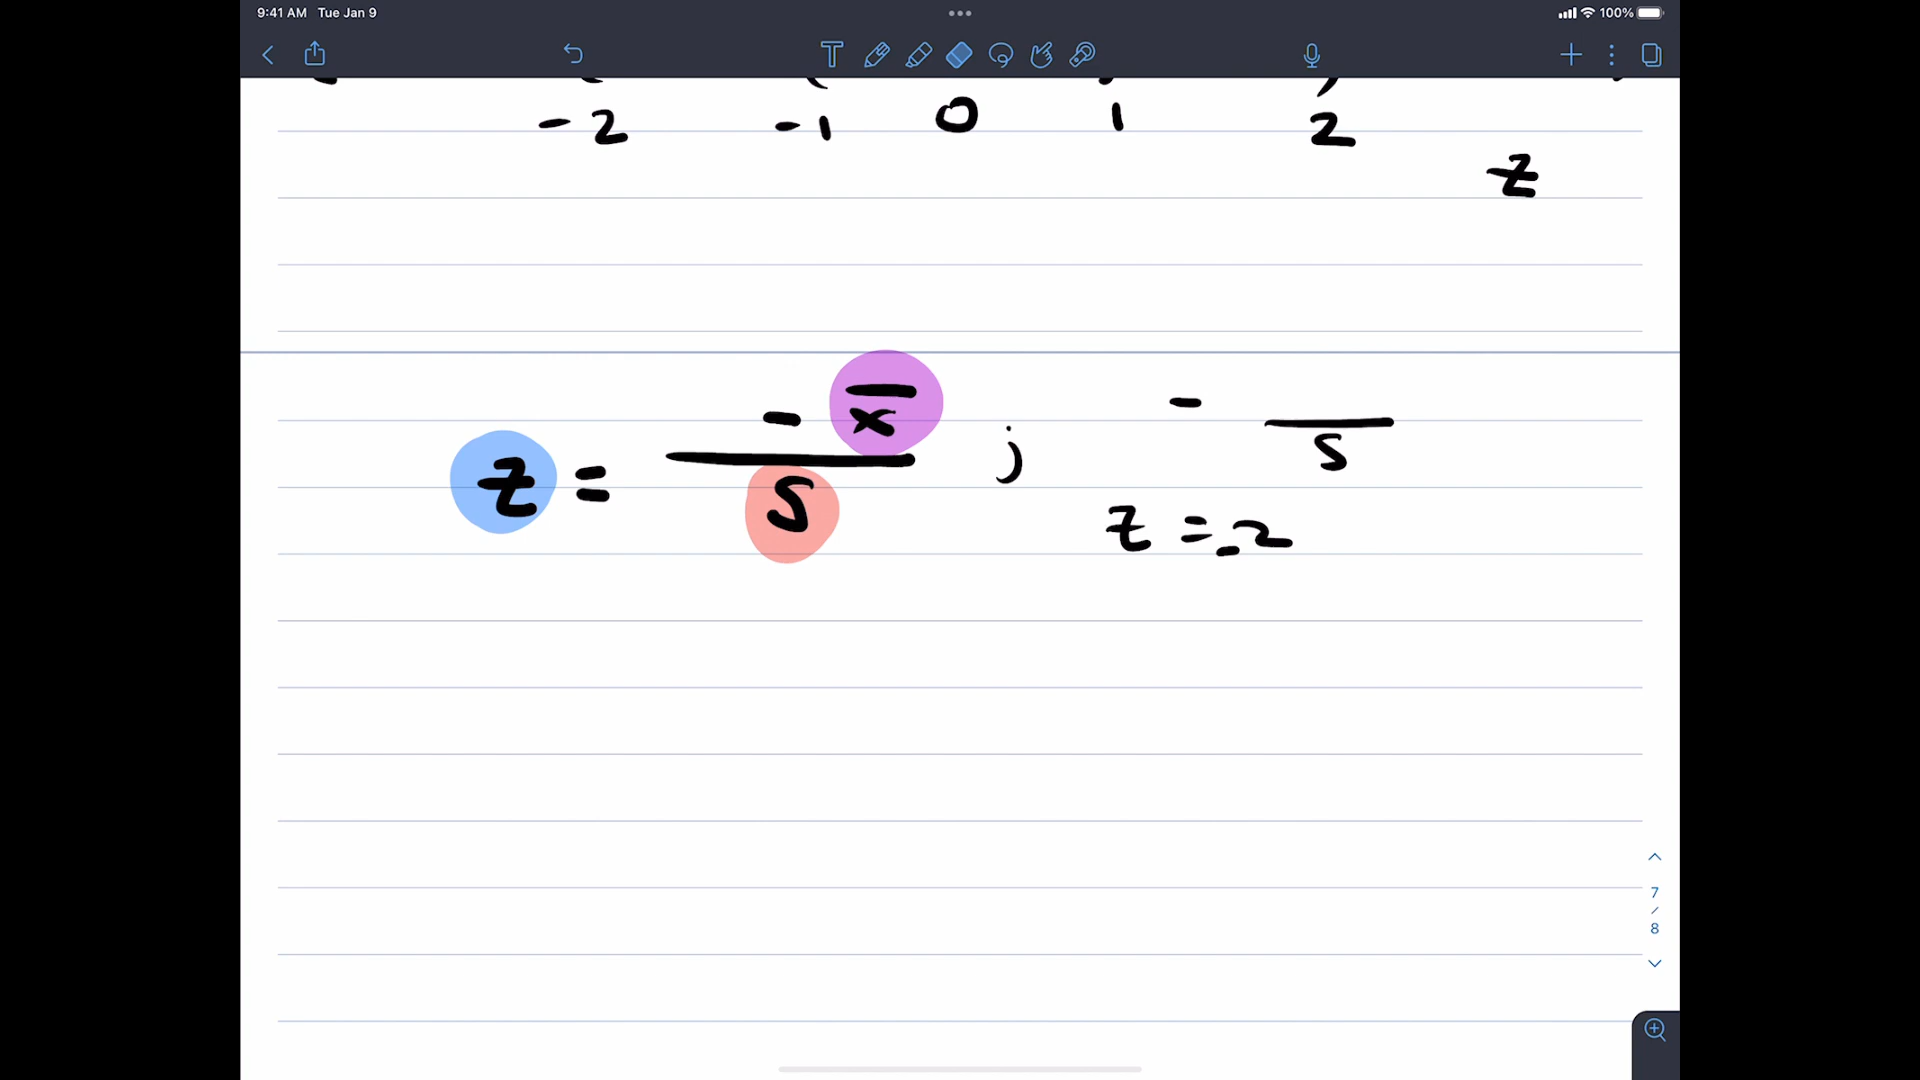 9:41 AM Tue Jan 9 100%
-2 -1 0 1 2
z
z = - x̄ / s ; - / s
z = -2
7
/
8